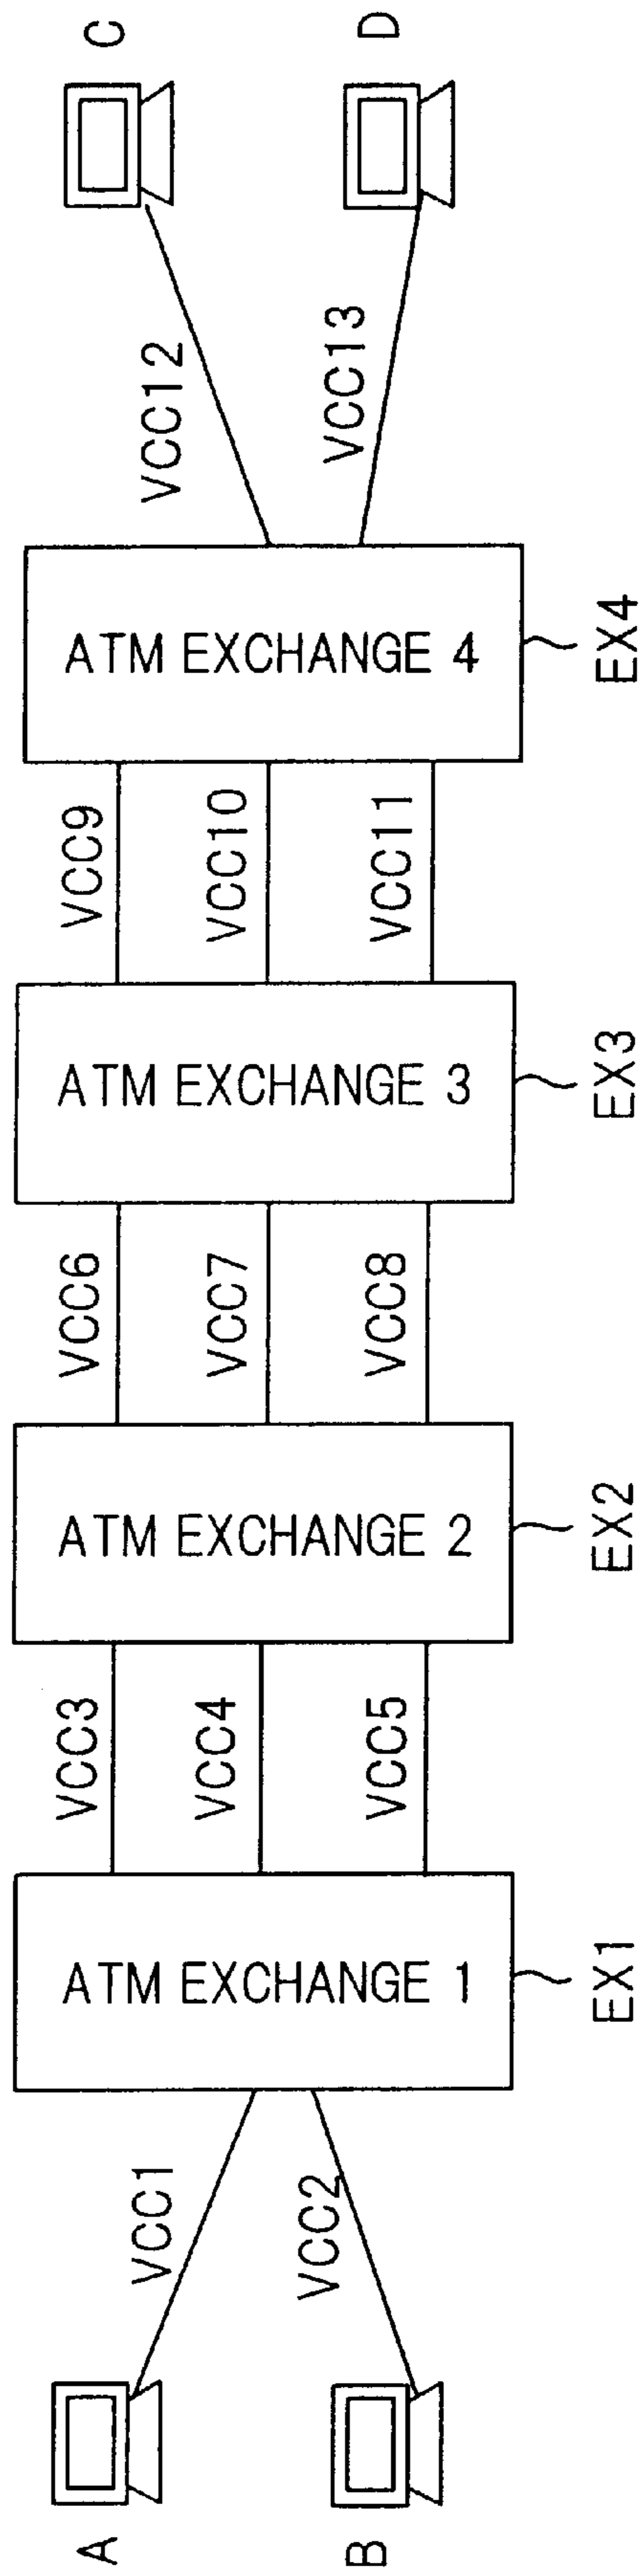 A
B
VCC1
VCC2
ATM EXCHANGE 1
EX1
VCC3
VCC4
VCC5
ATM EXCHANGE 2
EX2
VCC6
VCC7
VCC8
ATM EXCHANGE 3
EX3
VCC9
VCC10
VCC11
ATM EXCHANGE 4
EX4
VCC12
VCC13
C
D